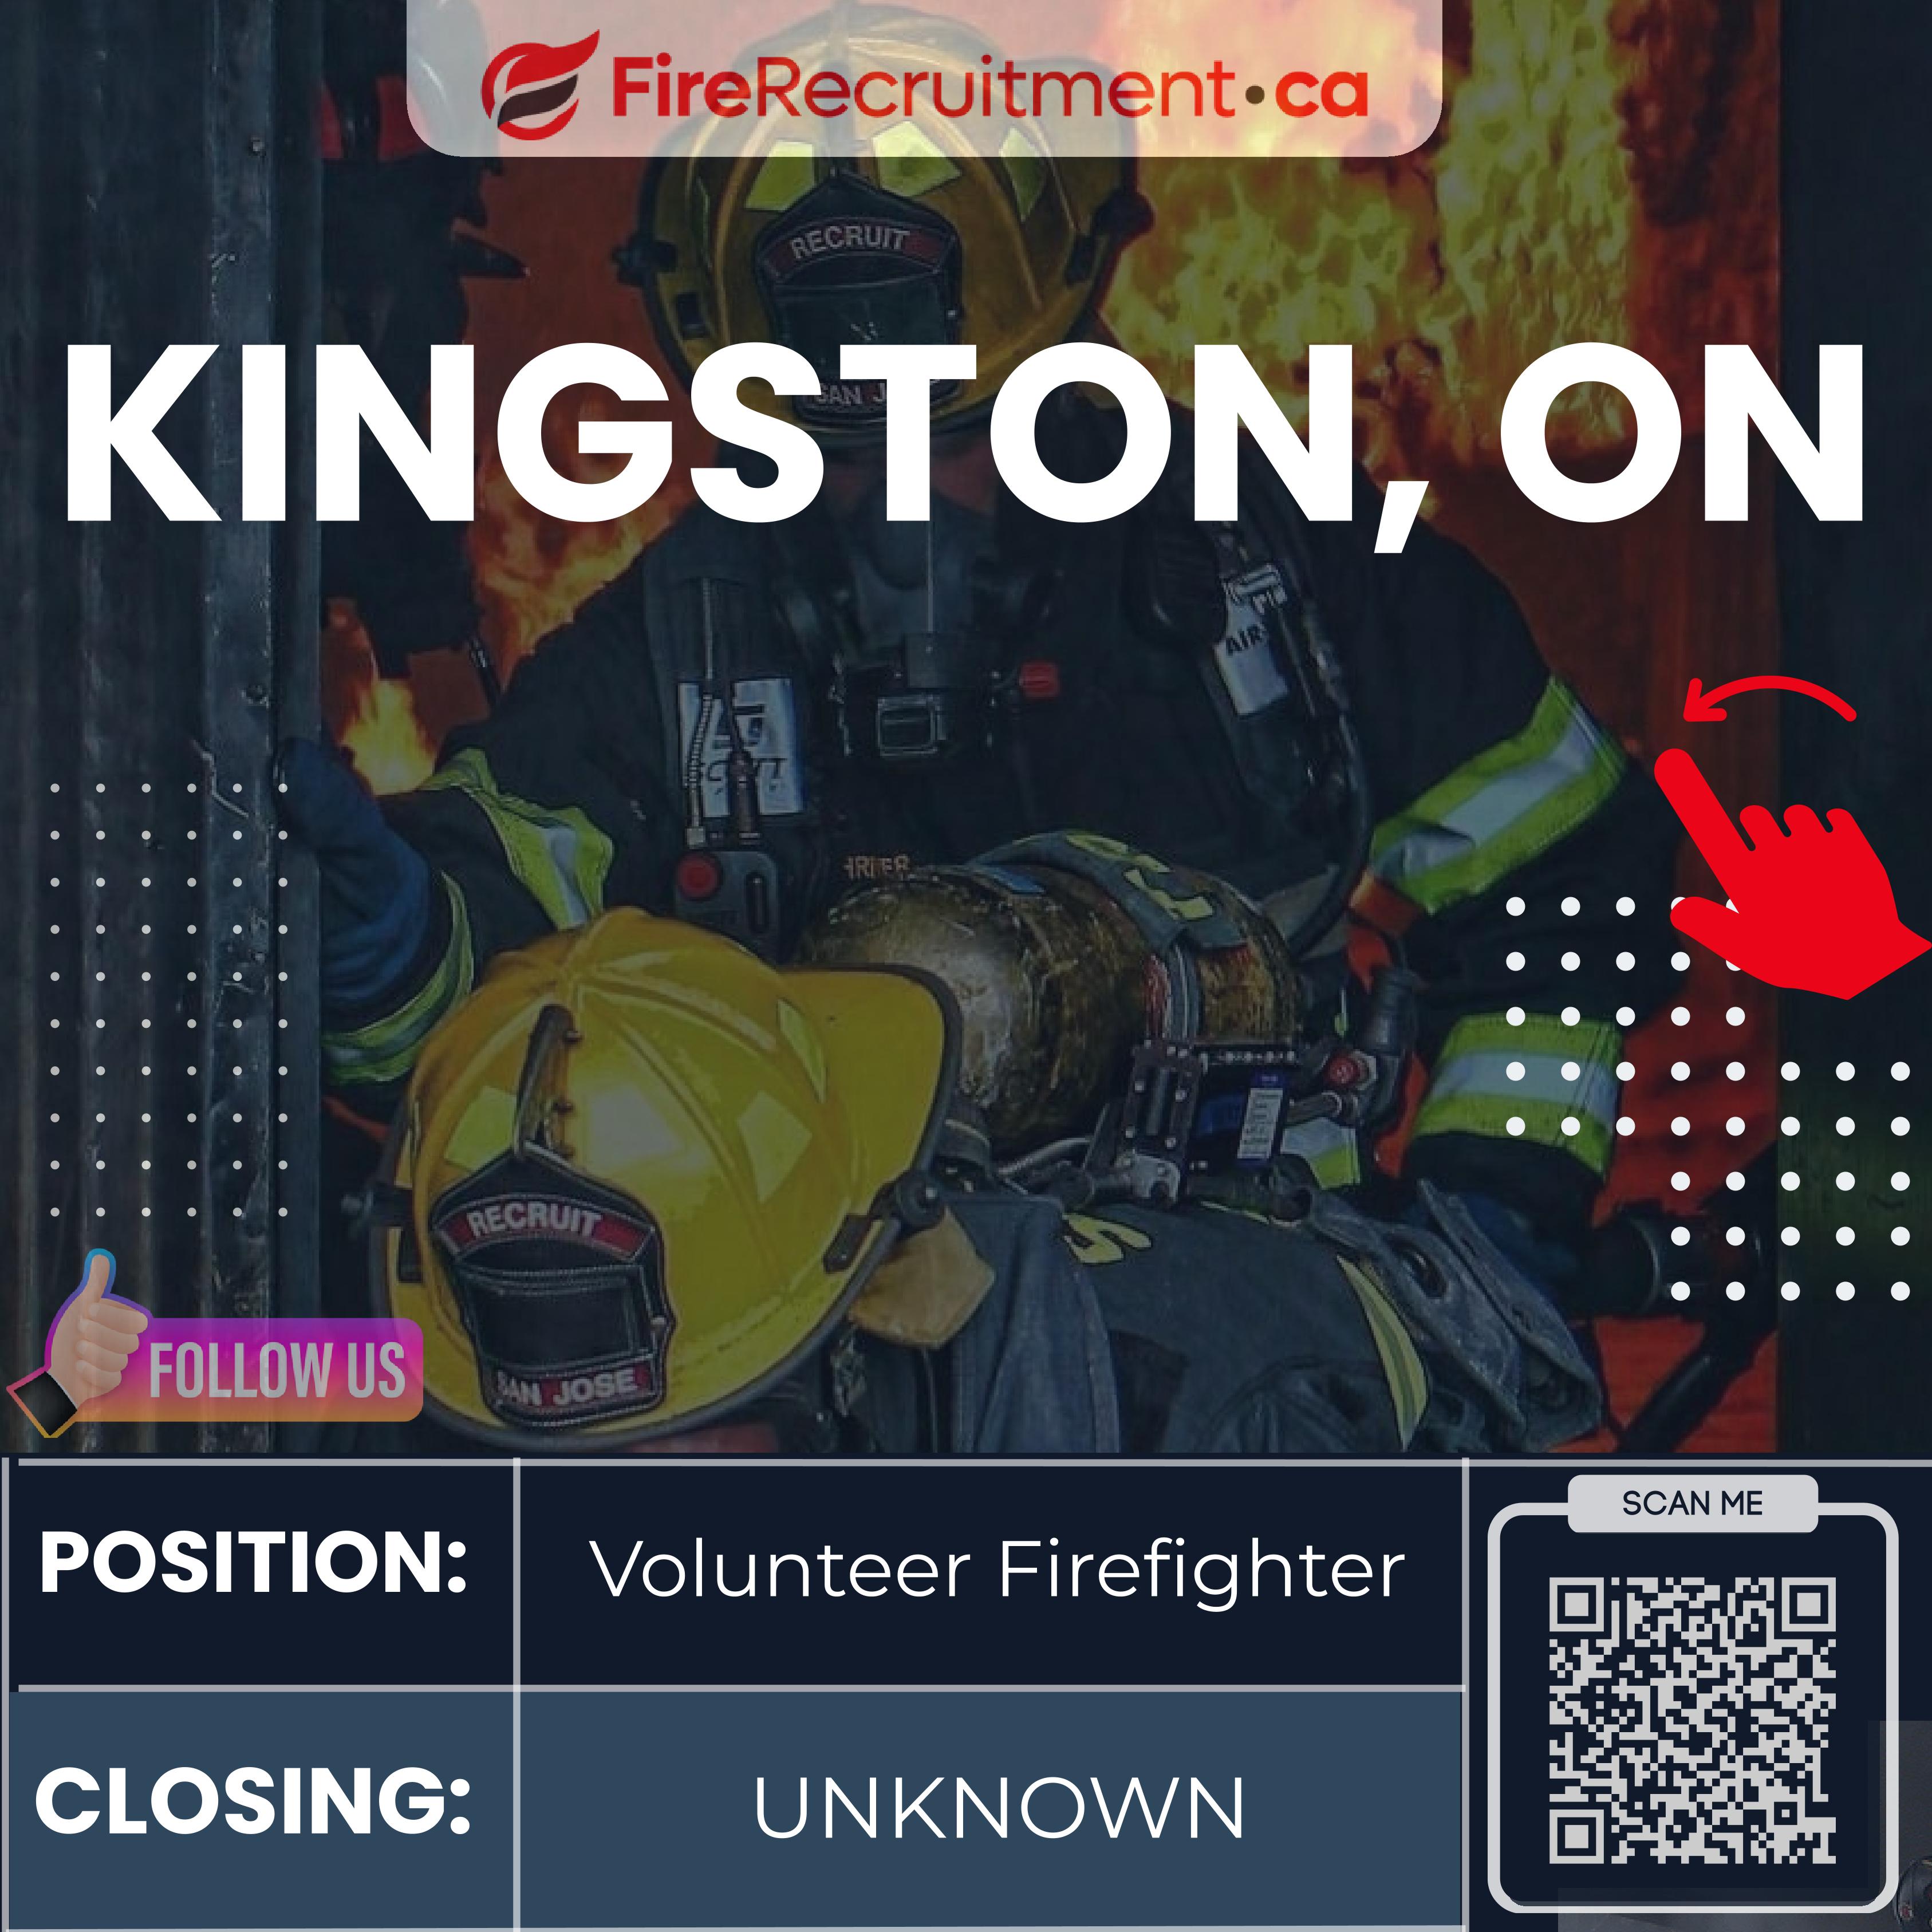 FireRecruitment.ca
RECRUIT
KINGSTON, ON
AIR
RECRUIT
SAN JOSE
FOLLOW US
SCAN ME
POSITION:
Volunteer Firefighter
CLOSING:
UNKNOWN